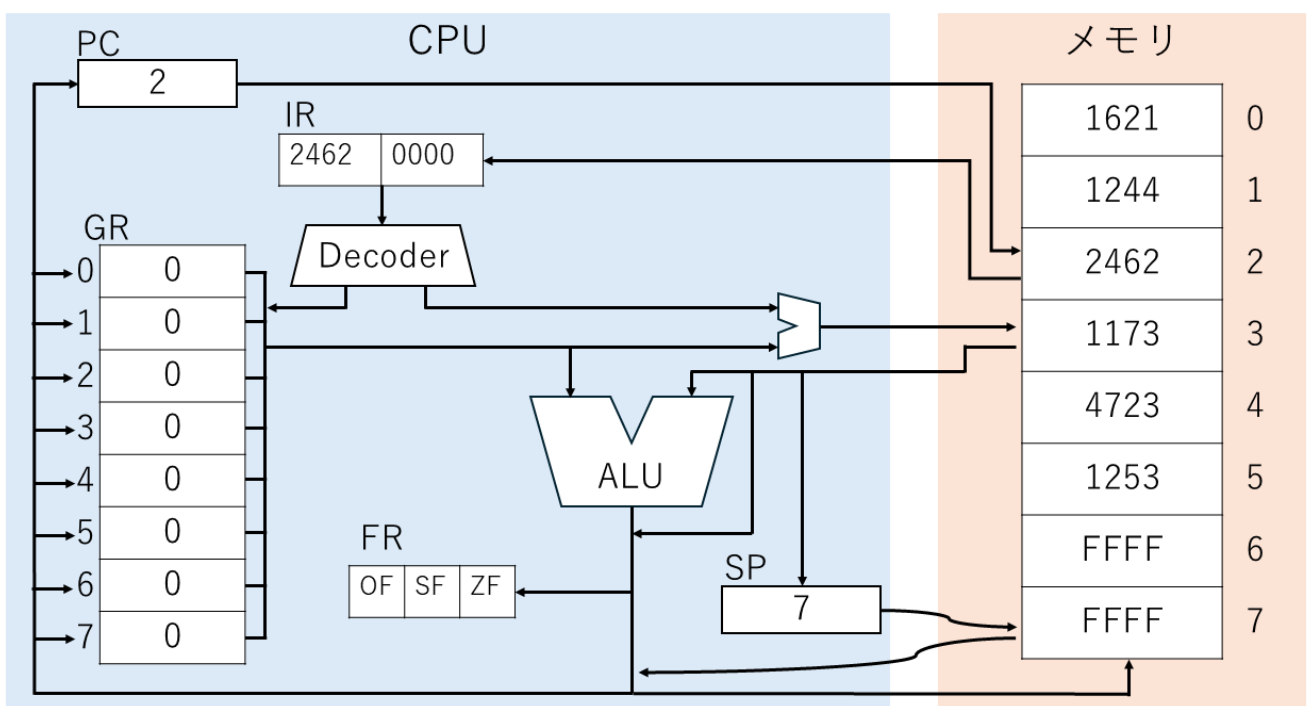 CPU
メモリ
PC
2
IR
2462 0000
Decoder
GR
0 0
1 0
2 0
3 0
4 0
5 0
6 0
7 0
ALU
FR
OF SF ZF
SP
7
1621 0
1244 1
2462 2
1173 3
4723 4
1253 5
FFFF 6
FFFF 7